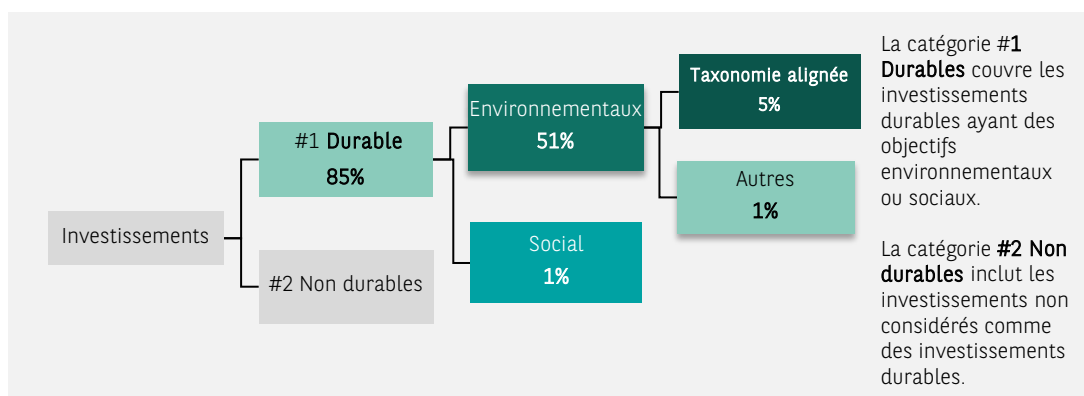 Investissements
#1 Durable
85%
#2 Non durables
Environnementaux
51%
Social
1%
Taxonomie alignée
5%
Autres
1%
La catégorie #1
Durables couvre les
investissements
durables ayant des
objectifs
environnementaux
ou sociaux.
La catégorie #2 Non
durables inclut les
investissements non
considérés comme
des investissements
durables.